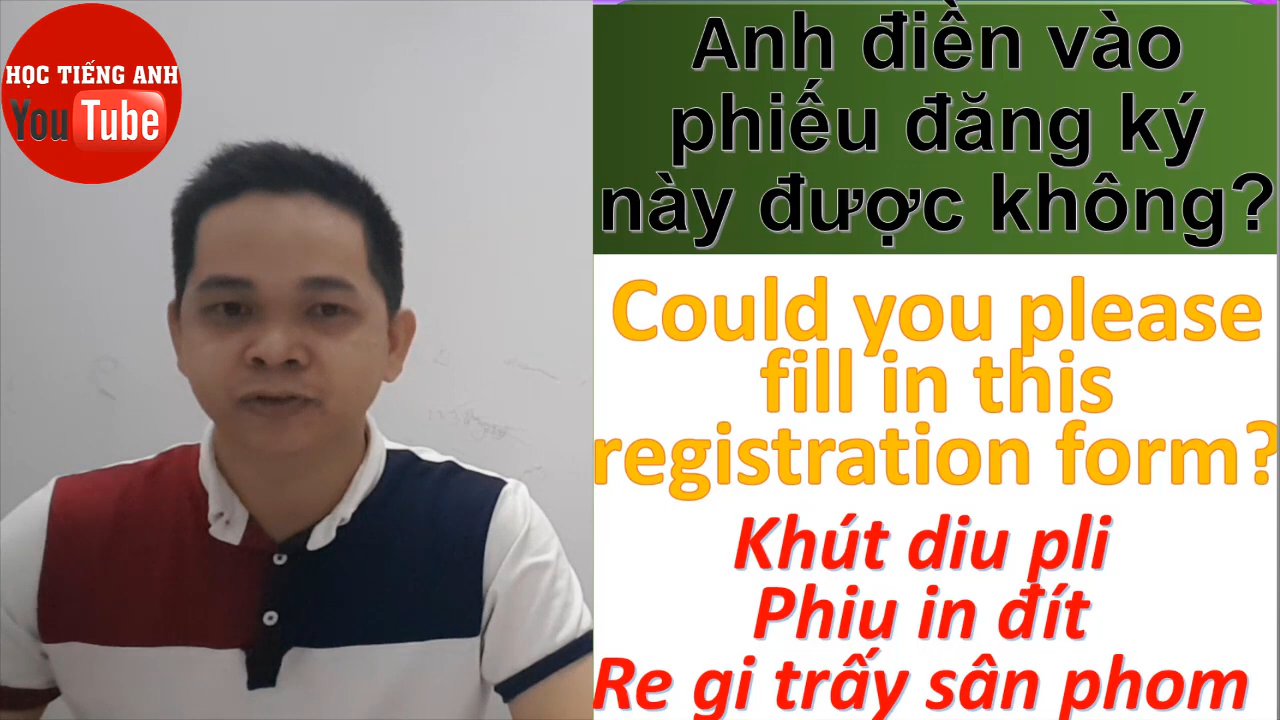 HỌC TIẾNG ANH
YouTube
Anh điền vào
phiếu đăng ký
này được không?
Could you please
fill in this
registration form?
Khút diu pli
Phiu in đít
Re gi trấy sân phom